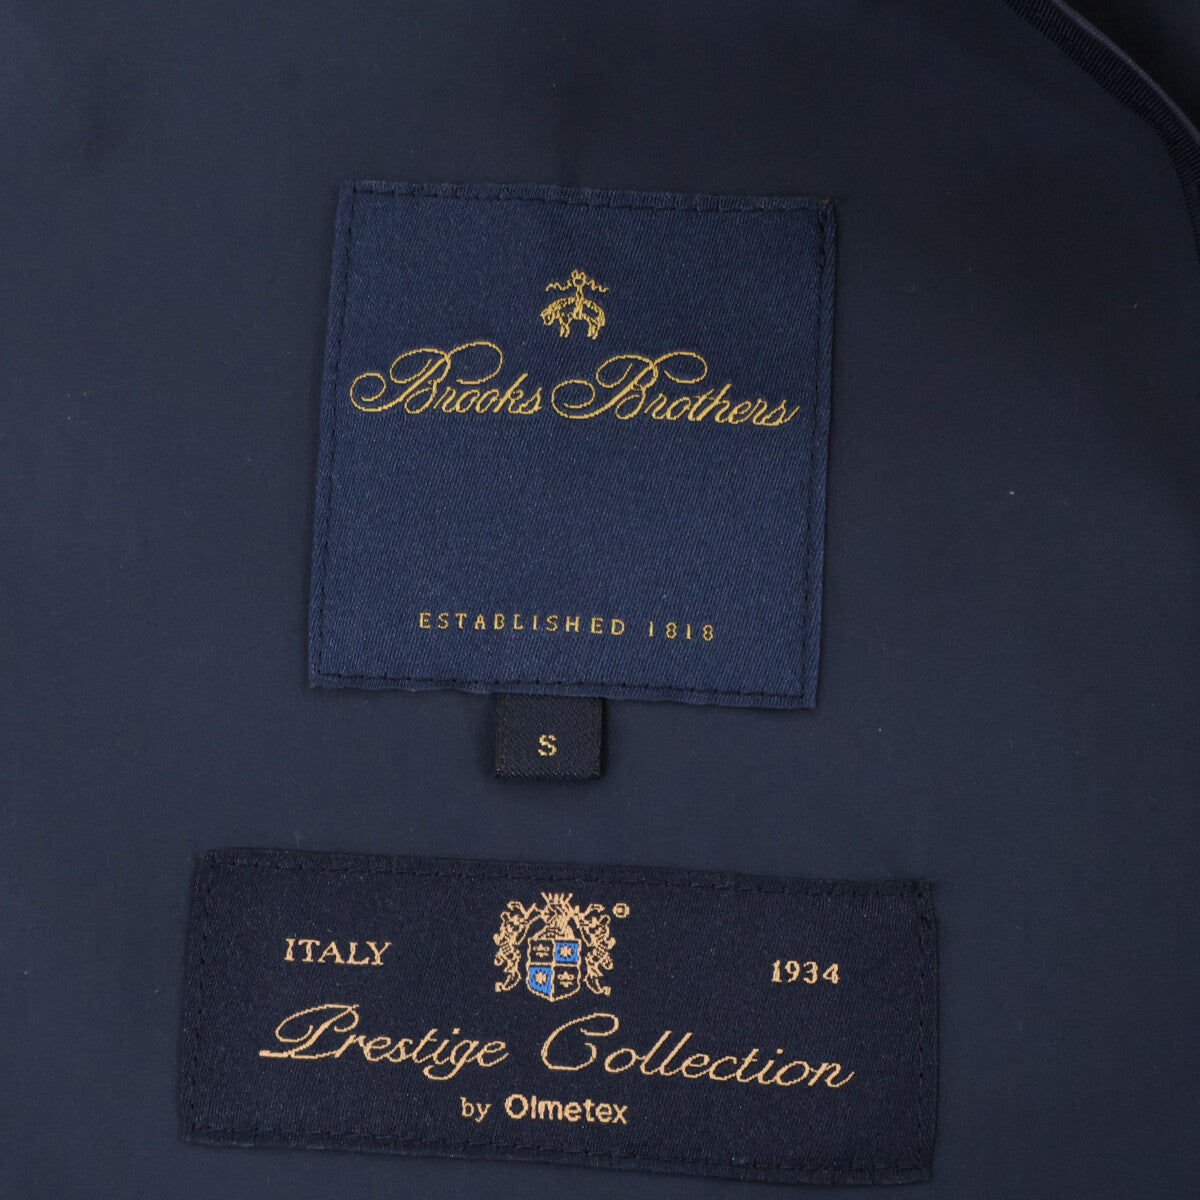 Brooks Brothers
ESTABLISHED 1818
S
ITALY 1934
Prestige Collection
by Olmetex